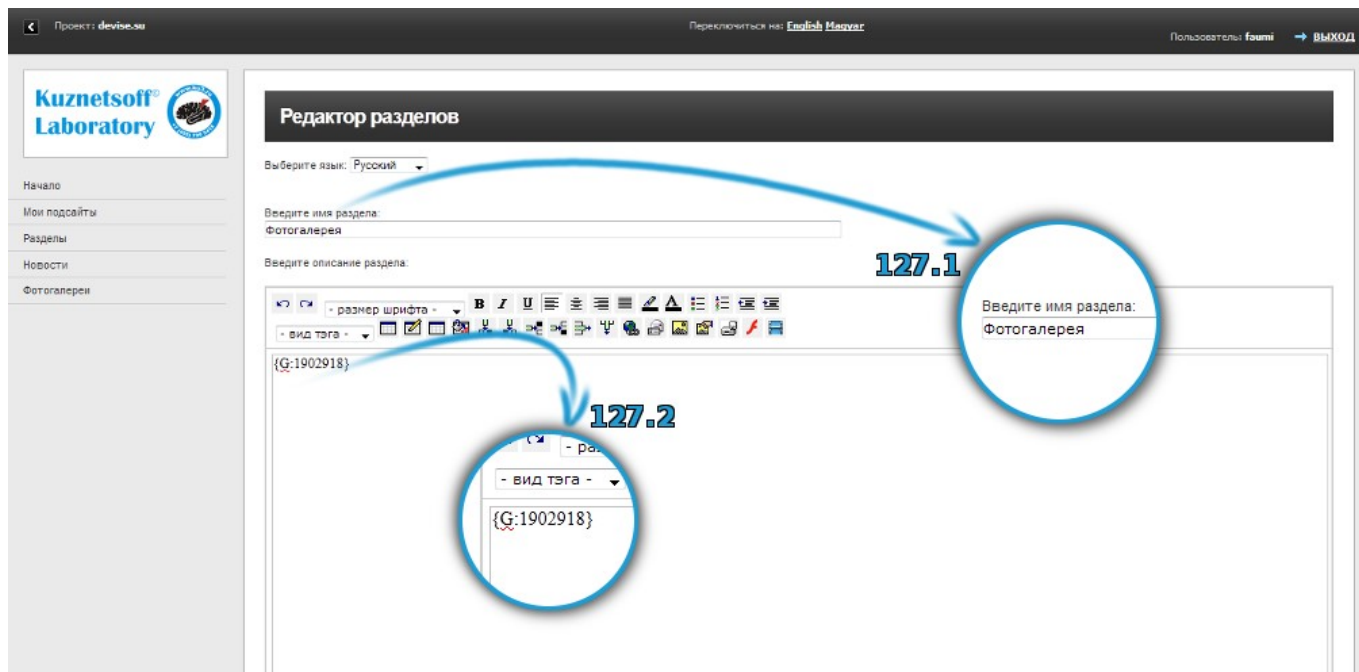 Проект: devise.su
Переключиться на: English Magyar
Пользователь: faumi
ВЫХОД
Kuznetsoff©
Laboratory
Начало
Мои подсайты
Разделы
Новости
Фотогалереи
Редактор разделов
Выберите язык: Русский
Введите имя раздела:
Фотогалерея
Введите описание раздела:
- размер шрифта -
B I U
- вид тэга -
{G:1902918}
127.1
Введите имя раздела:
Фотогалерея
127.2
- ра
- вид тэга -
{G:1902918}